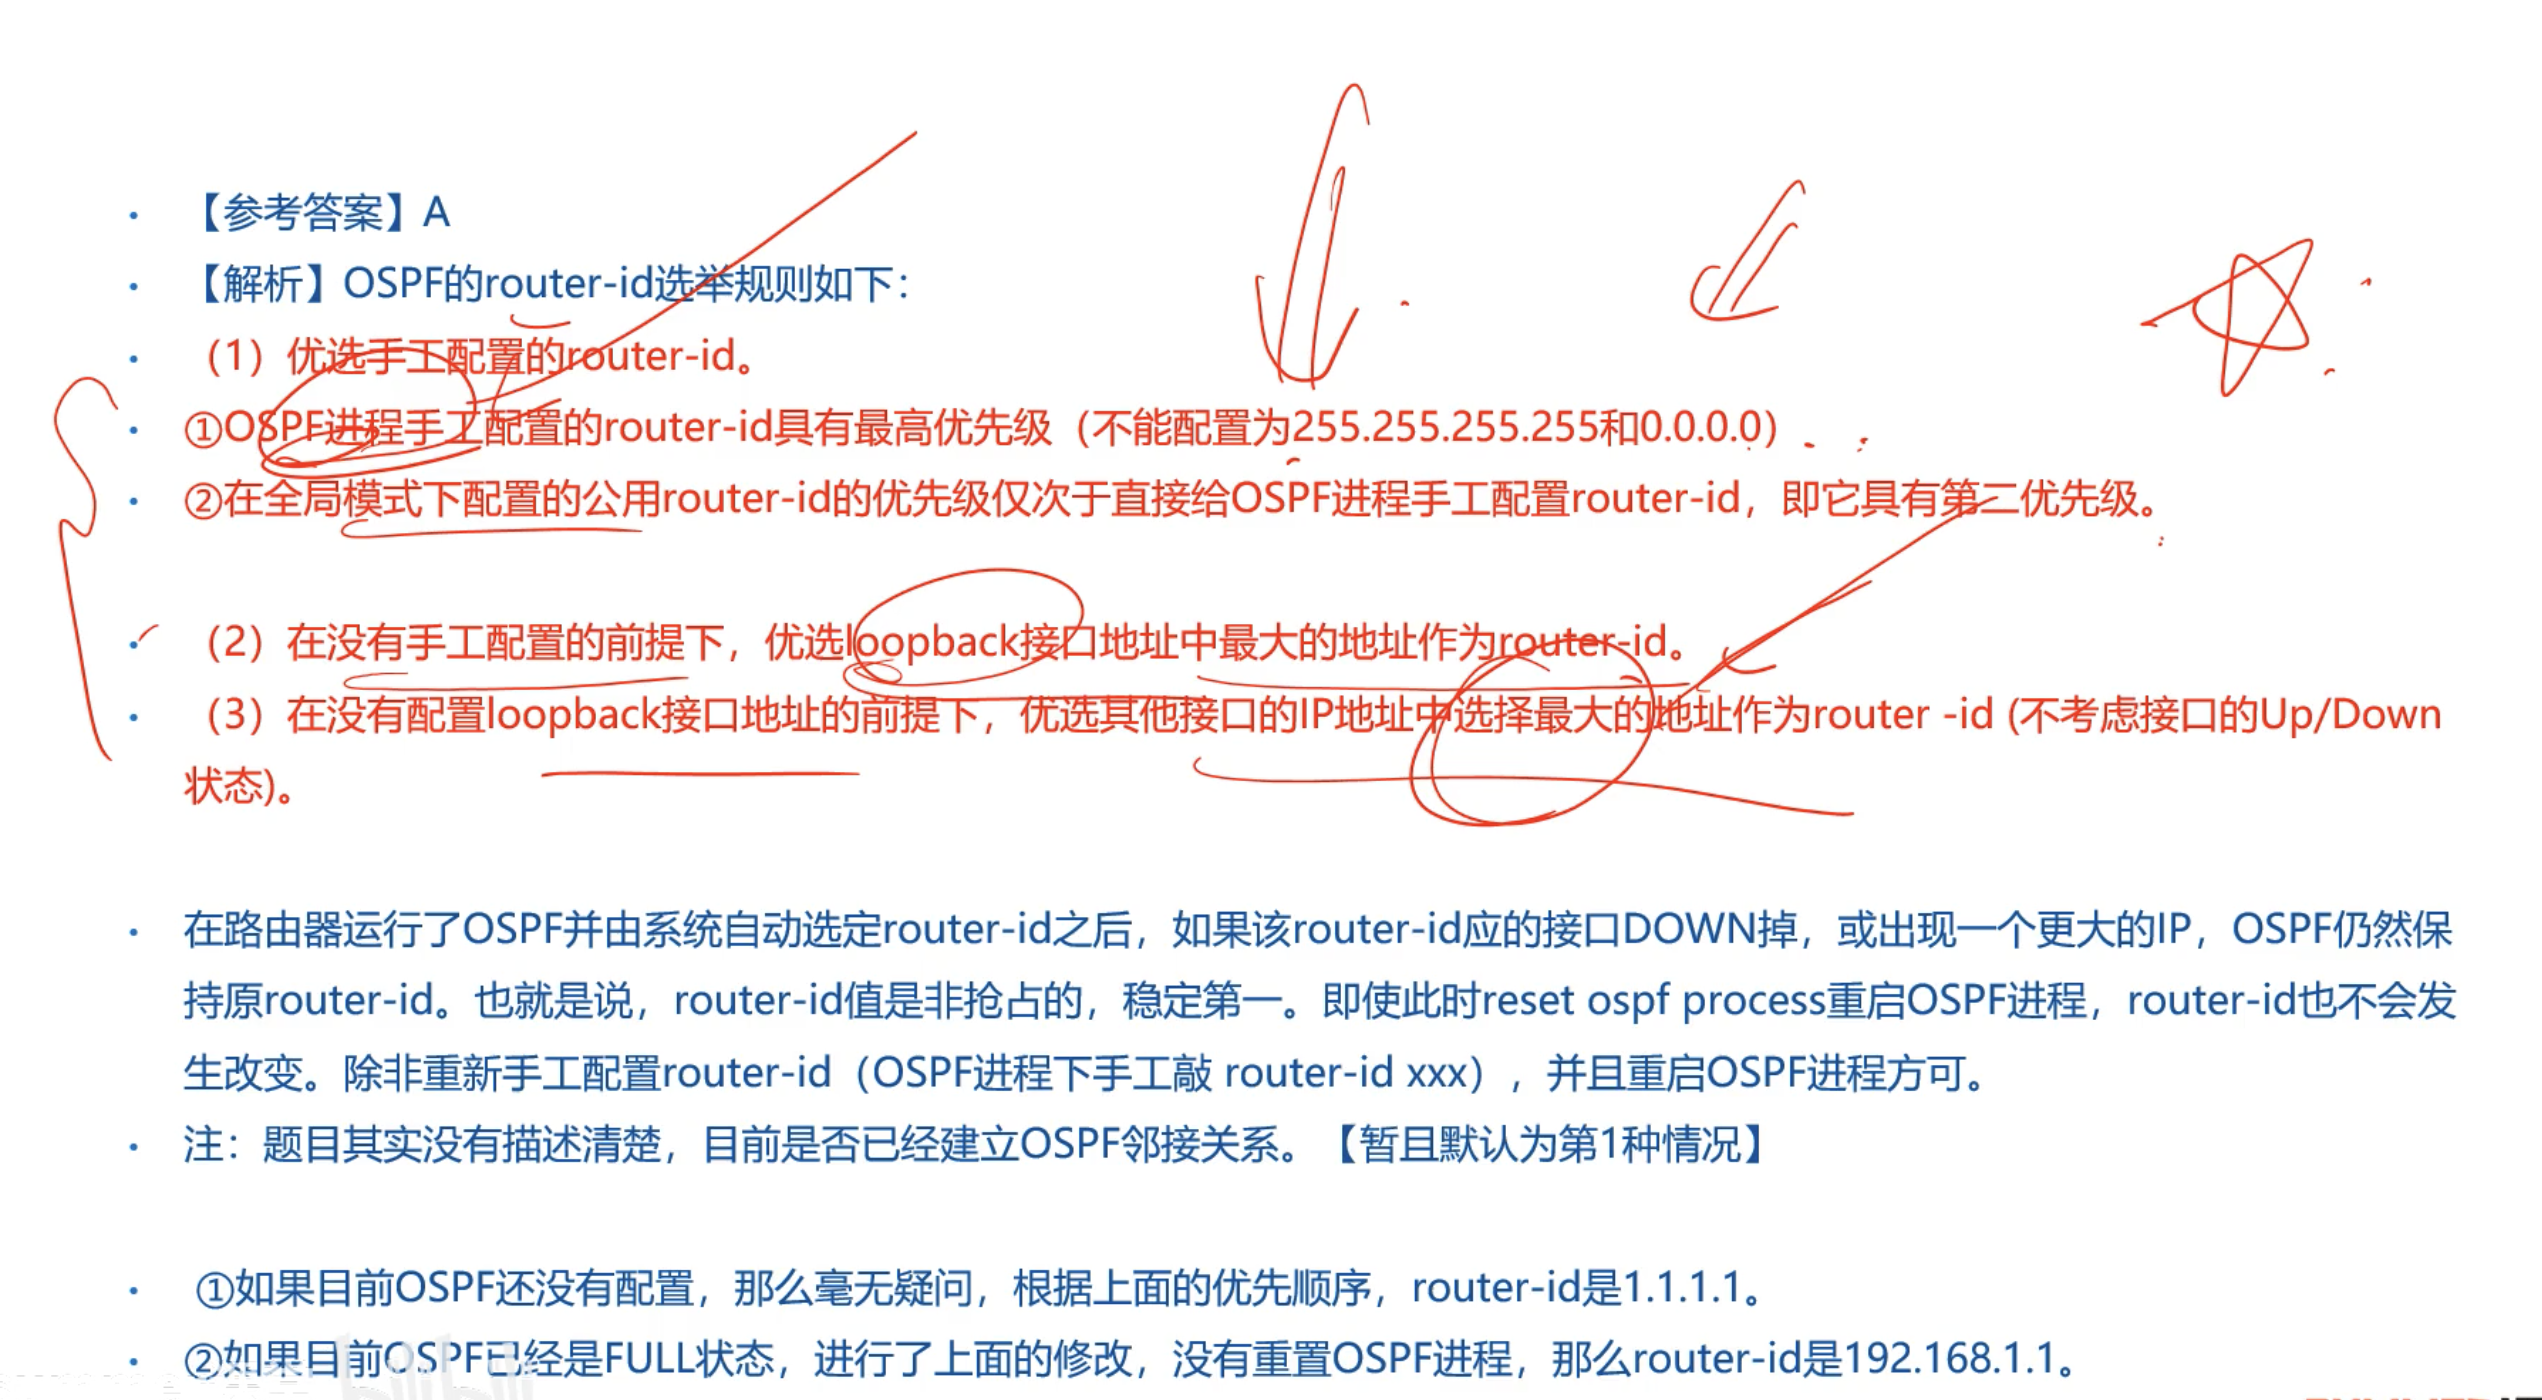 【参考答案】A
【解析】OSPF的router-id选举规则如下：
（1）优选手工配置的router-id。
①OSPF进程手工配置的router-id具有最高优先级（不能配置为255.255.255.255和0.0.0.0）
②在全局模式下配置的公用router-id的优先级仅次于直接给OSPF进程手工配置router-id，即它具有第二优先级。
（2）在没有手工配置的前提下，优选loopback接口地址中最大的地址作为router-id。
（3）在没有配置loopback接口地址的前提下，优选其他接口的IP地址中选择最大的地址作为router -id (不考虑接口的Up/Down
状态)。
在路由器运行了OSPF并由系统自动选定router-id之后，如果该router-id应的接口DOWN掉，或出现一个更大的IP，OSPF仍然保
持原router-id。也就是说，router-id值是非抢占的，稳定第一。即使此时reset ospf process重启OSPF进程，router-id也不会发
生改变。除非重新手工配置router-id（OSPF进程下手工敲 router-id xxx），并且重启OSPF进程方可。
注：题目其实没有描述清楚，目前是否已经建立OSPF邻接关系。【暂且默认为第1种情况】
①如果目前OSPF还没有配置，那么毫无疑问，根据上面的优先顺序，router-id是1.1.1.1。
②如果目前OSPF已经是FULL状态，进行了上面的修改，没有重置OSPF进程，那么router-id是192.168.1.1。